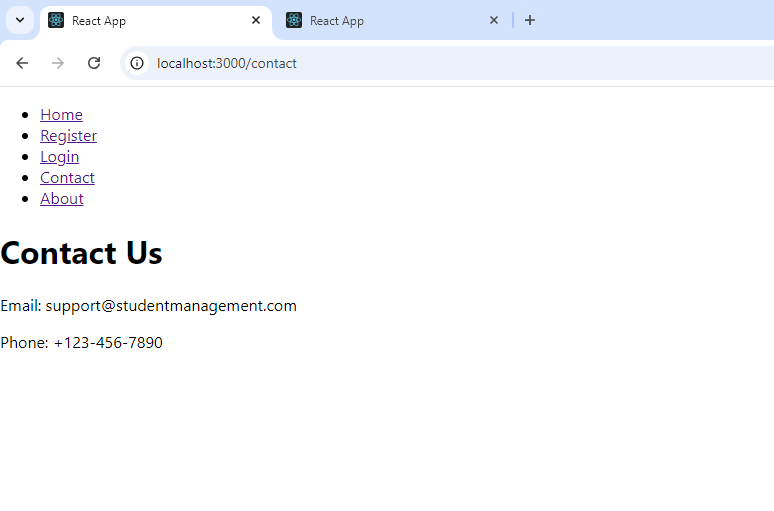 React App
React App
localhost:3000/contact
Home
Register
Login
Contact
About
Contact Us
Email: support@studentmanagement.com
Phone: +123-456-7890